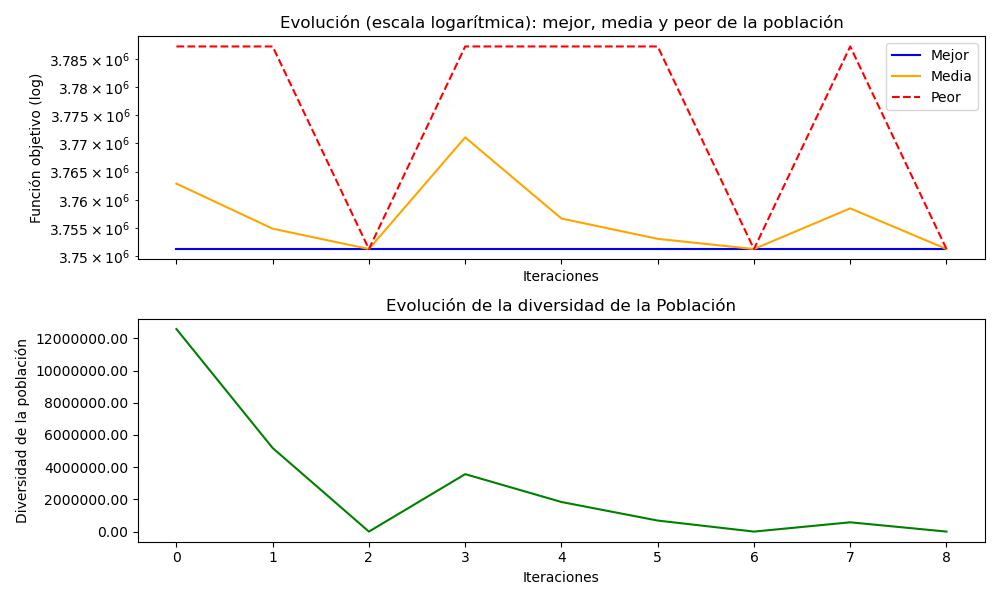 Evolución (escala logarítmica): mejor, media y peor de la población
Función objetivo (log)
3.785 × 10⁶
3.78 × 10⁶
3.775 × 10⁶
3.77 × 10⁶
3.765 × 10⁶
3.76 × 10⁶
3.755 × 10⁶
3.75 × 10⁶
Mejor
Media
Peor
Iteraciones
Evolución de la diversidad de la Población
Diversidad de la población
12000000.00
10000000.00
8000000.00
6000000.00
4000000.00
2000000.00
0.00
0 1 2 3 4 5 6 7 8
Iteraciones